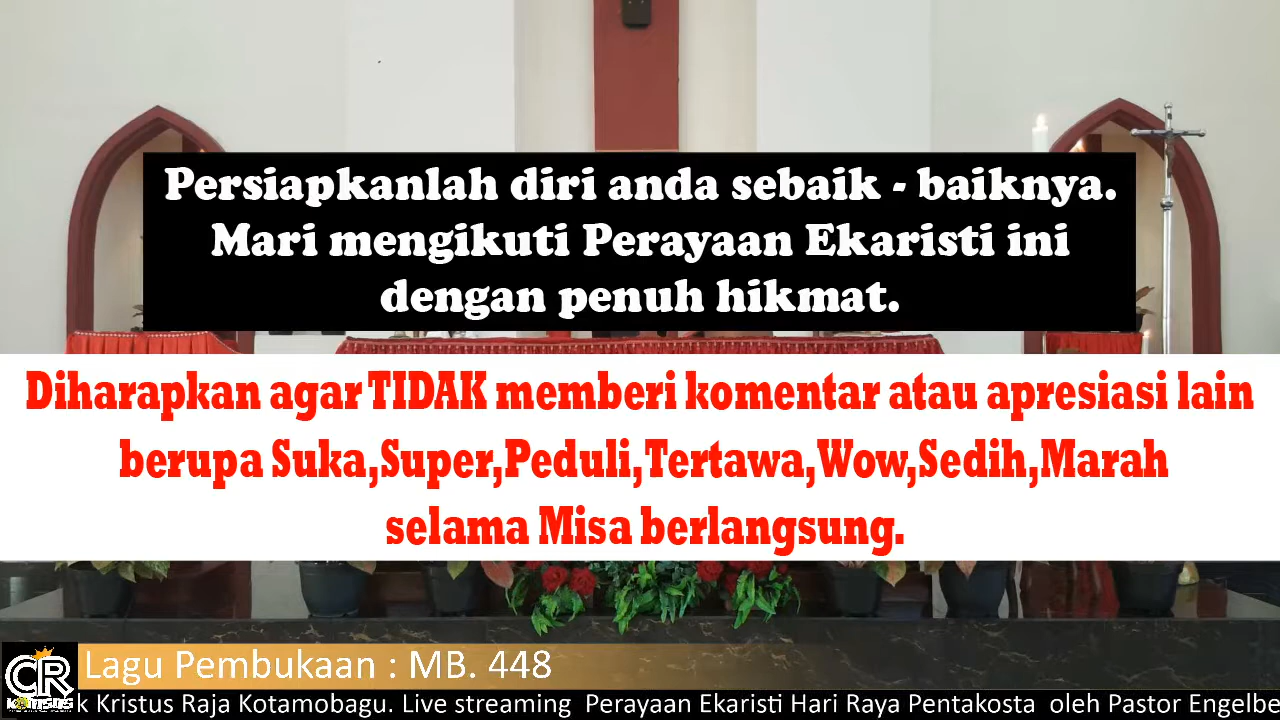 Persiapkanlah diri anda sebaik - baiknya.
Mari mengikuti Perayaan Ekaristi ini
dengan penuh hikmat.
Diharapkan agar TIDAK memberi komentar atau apresiasi lain
berupa Suka,Super,Peduli,Tertawa,Wow,Sedih,Marah
selama Misa berlangsung.
CR
komsos
Lagu Pembukaan : MB. 448
k Kristus Raja Kotamobagu. Live streaming Perayaan Ekaristi Hari Raya Pentakosta oleh Pastor Engelbe